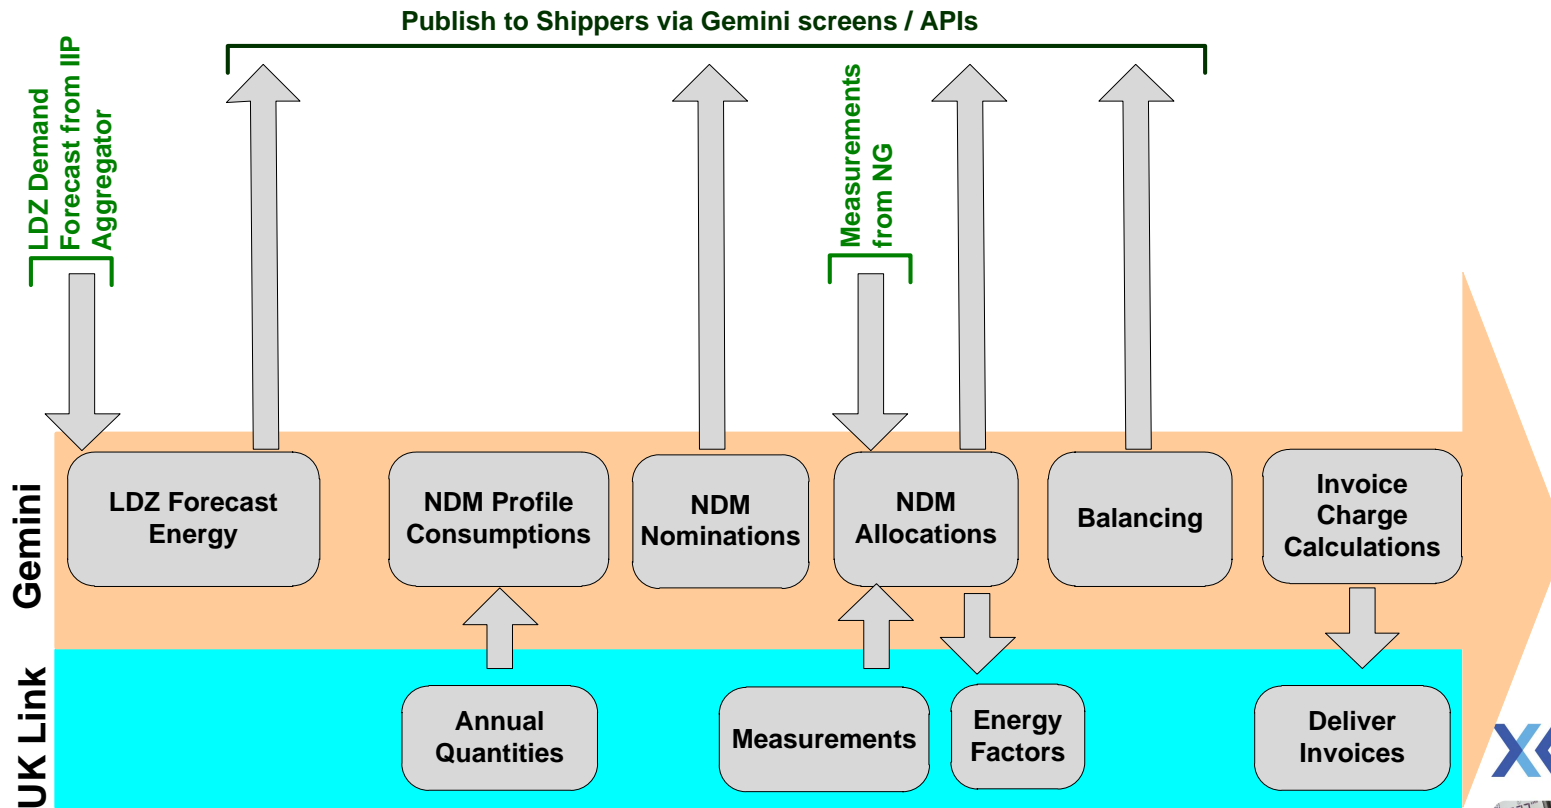 Publish to Shippers via Gemini screens / APIs
LDZ Demand
Forecast from IIP
Aggregator
Measurements
from NG
Gemini
LDZ Forecast
Energy
NDM Profile
Consumptions
NDM
Nominations
NDM
Allocations
Balancing
Invoice
Charge
Calculations
UK Link
Annual
Quantities
Measurements
Energy
Factors
Deliver
Invoices